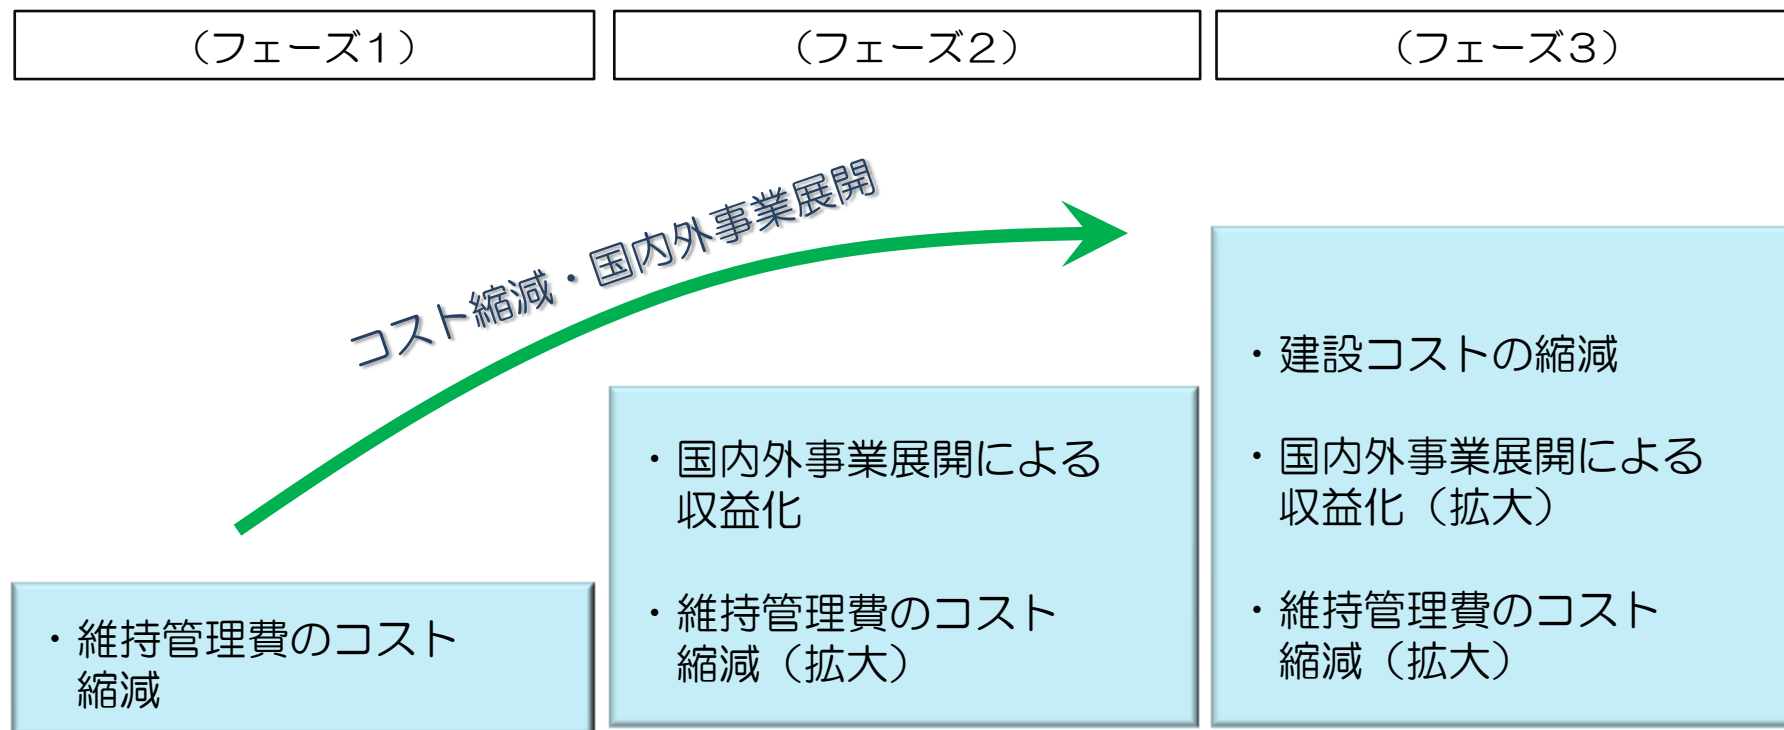 （フェーズ１）
（フェーズ２）
（フェーズ３）
コスト縮減・国内外事業展開
・維持管理費のコスト
縮減
・国内外事業展開による
収益化
・維持管理費のコスト
縮減（拡大）
・建設コストの縮減
・国内外事業展開による
収益化（拡大）
・維持管理費のコスト
縮減（拡大）